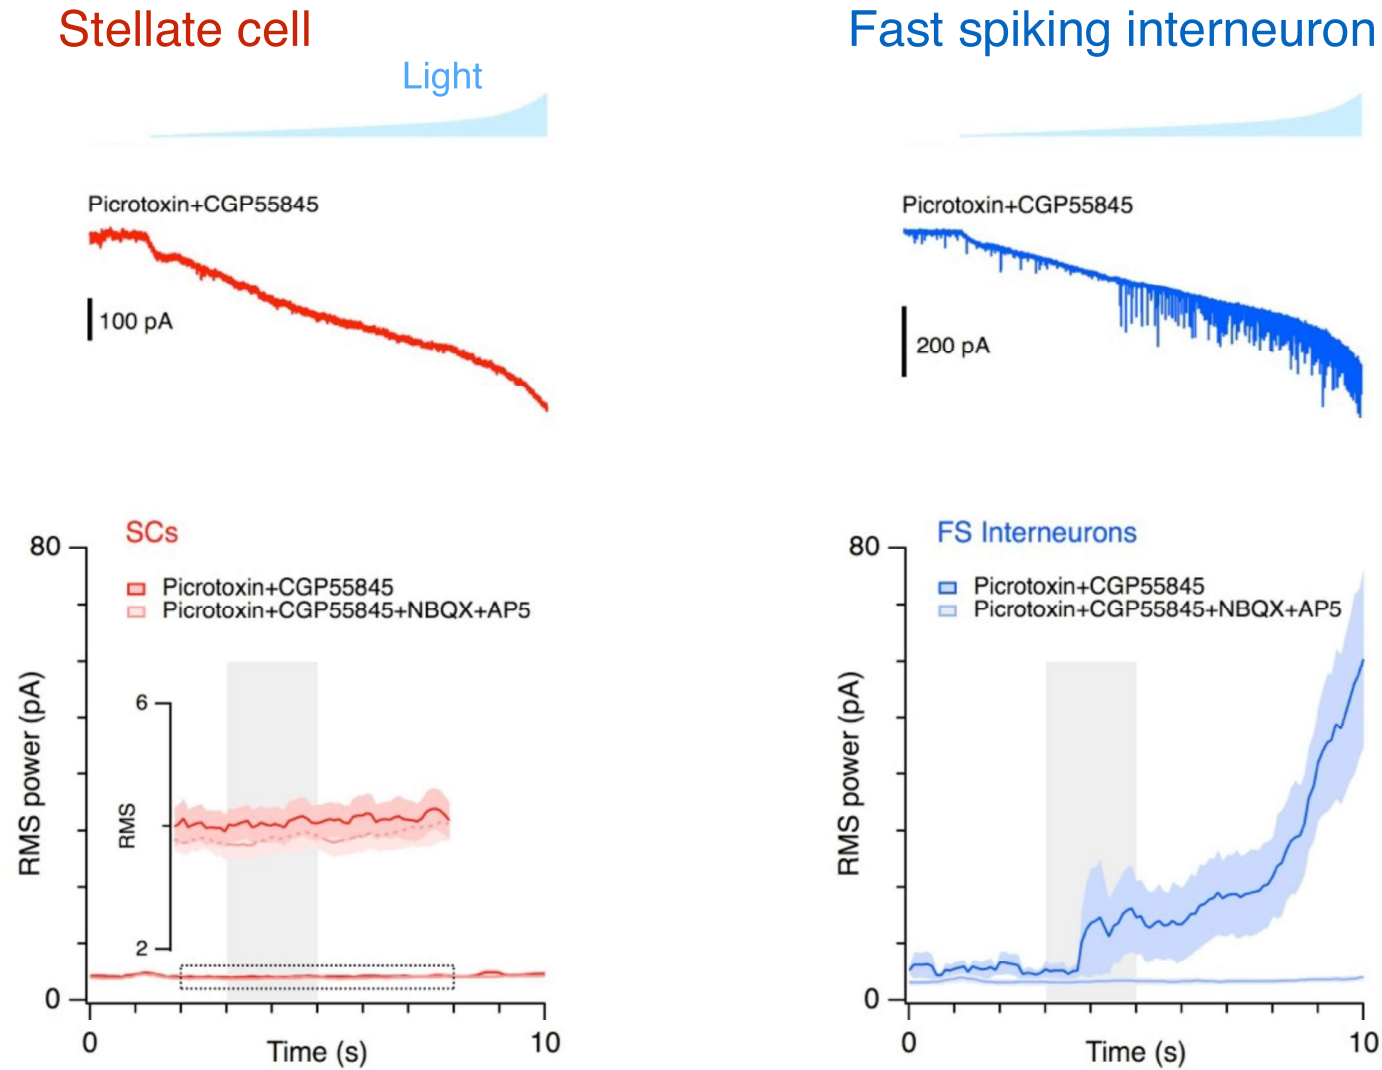 Stellate cell
Light
Picrotoxin+CGP55845
100 pA
Fast spiking interneuron
Picrotoxin+CGP55845
200 pA
SCs
Picrotoxin+CGP55845
Picrotoxin+CGP55845+NBQX+AP5
RMS power (pA)
80
0
RMS
6
2
0
10
Time (s)
FS Interneurons
Picrotoxin+CGP55845
Picrotoxin+CGP55845+NBQX+AP5
RMS power (pA)
80
0
0
10
Time (s)